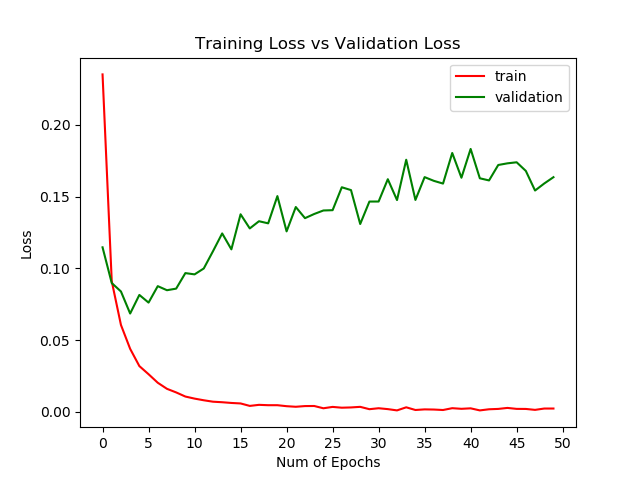 Training Loss vs Validation Loss
train
validation
0.20
0.15
0.10
0.05
0.00
Loss
0 5 10 15 20 25 30 35 40 45 50
Num of Epochs